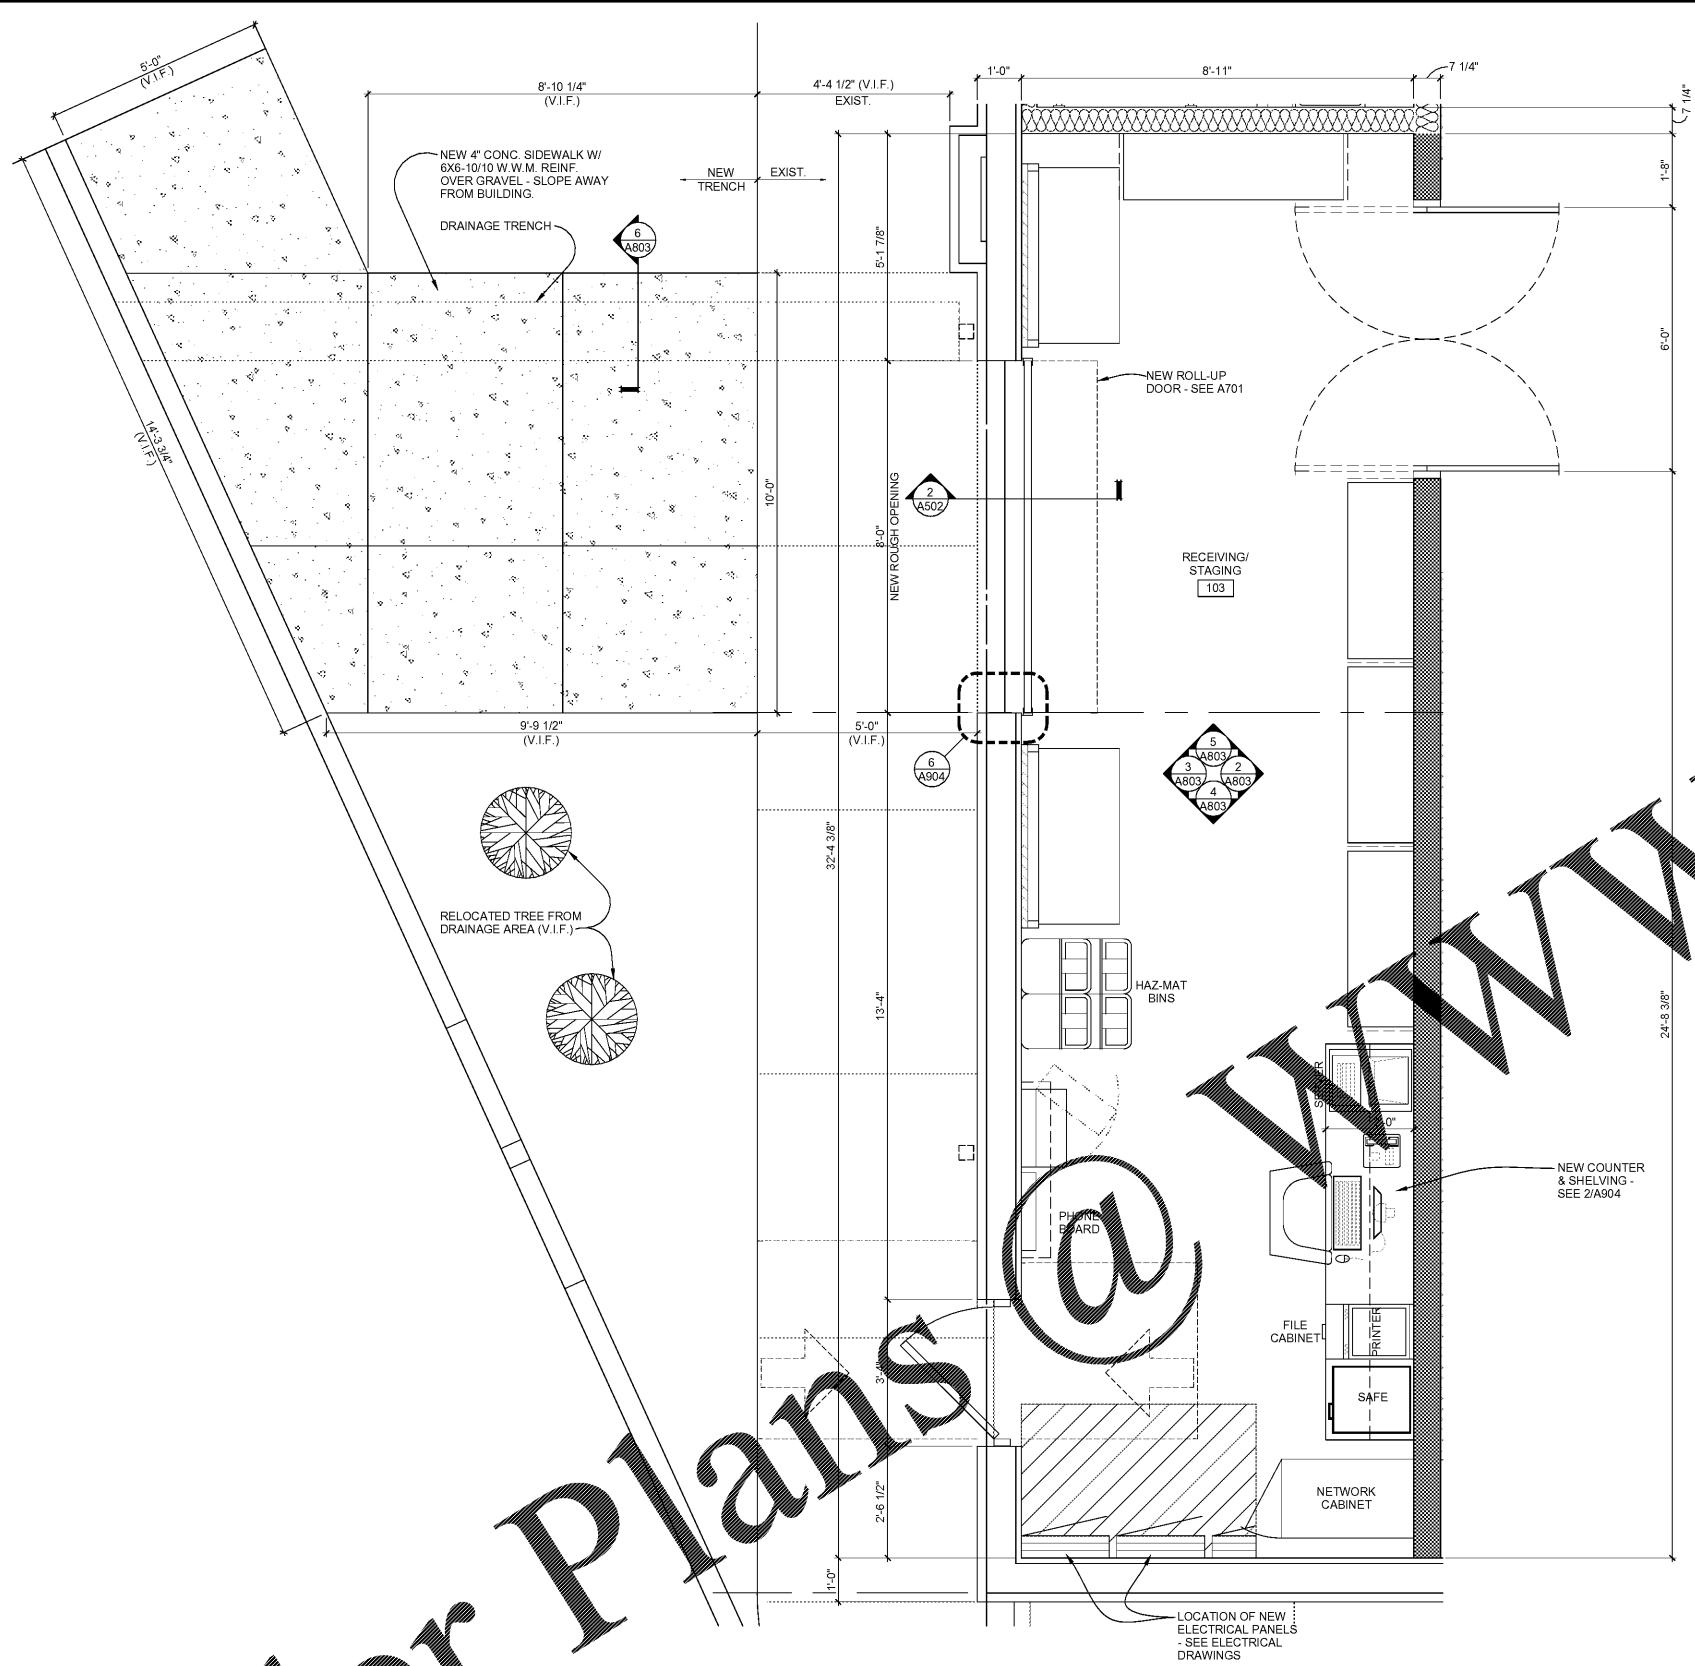 5'-0"
(V.I.F.)
8'-10 1/4"
(V.I.F.)
4'-4 1/2" (V.I.F.)
EXIST.
1'-0"
8'-11"
7 1/4"
7 1/4"
NEW 4" CONC. SIDEWALK W/
6X6-10/10 W.W.M. REINF.
OVER GRAVEL - SLOPE AWAY
FROM BUILDING.
NEW
TRENCH
EXIST.
1'-8"
DRAINAGE TRENCH
6
A803
5'-1 7/8"
6'-0"
NEW ROLL-UP
DOOR - SEE A701
14'-3 3/4"
(V.I.F.)
10'-0"
8'-0"
NEW ROUGH OPENING
2
A502
RECEIVING/
STAGING
103
9'-9 1/2"
(V.I.F.)
5'-0"
(V.I.F.)
6
A904
5
A803
3
A803
2
A803
4
A803
32'-4 3/8"
RELOCATED TREE FROM
DRAINAGE AREA (V.I.F.)
13'-4"
HAZ-MAT
BINS
24'-8 3/8"
NEW COUNTER
& SHELVING -
SEE 2/A904
PHONE
BOARD
FILE
CABINET
PRINTER
SAFE
3'-4"
2'-6 1/2"
NETWORK
CABINET
1'-0"
LOCATION OF NEW
ELECTRICAL PANELS
- SEE ELECTRICAL
DRAWINGS
Plans @ www